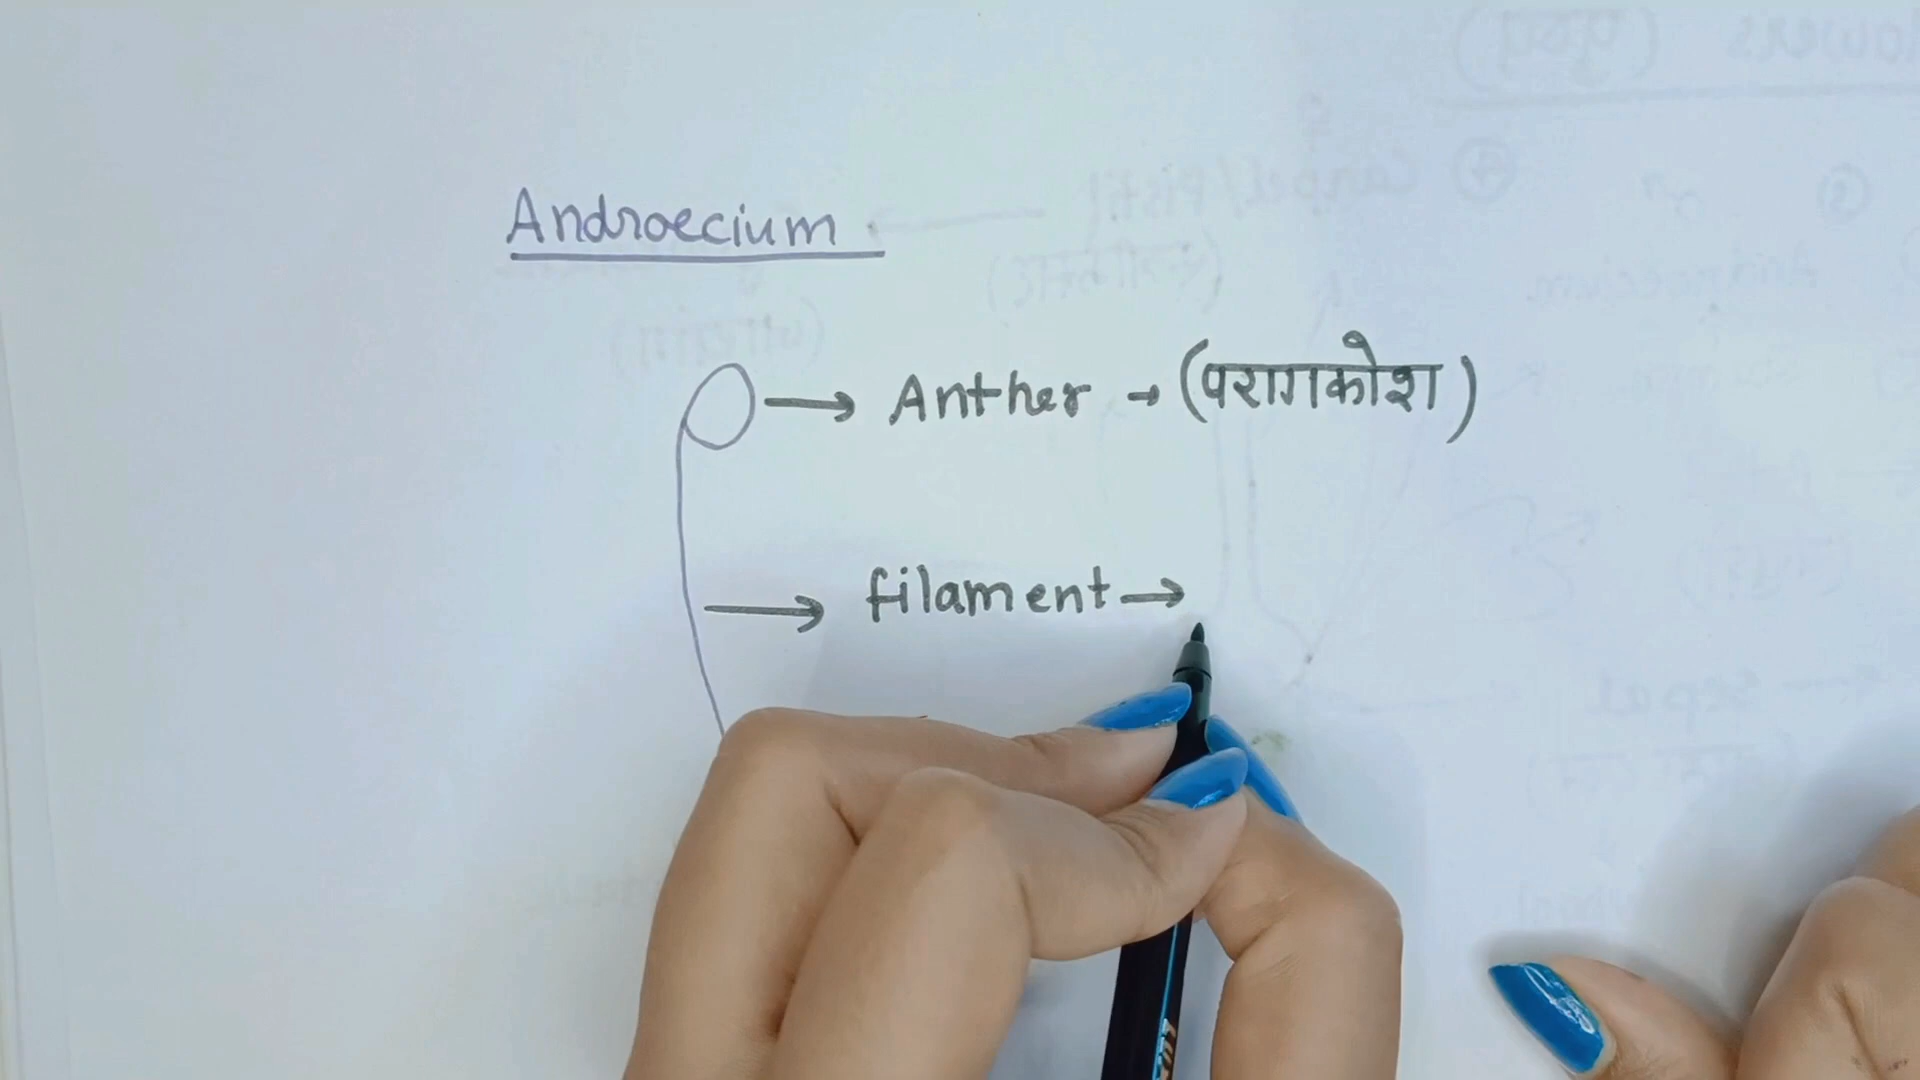 Androecium
→ Anther → (परागकोश)
→ filament →